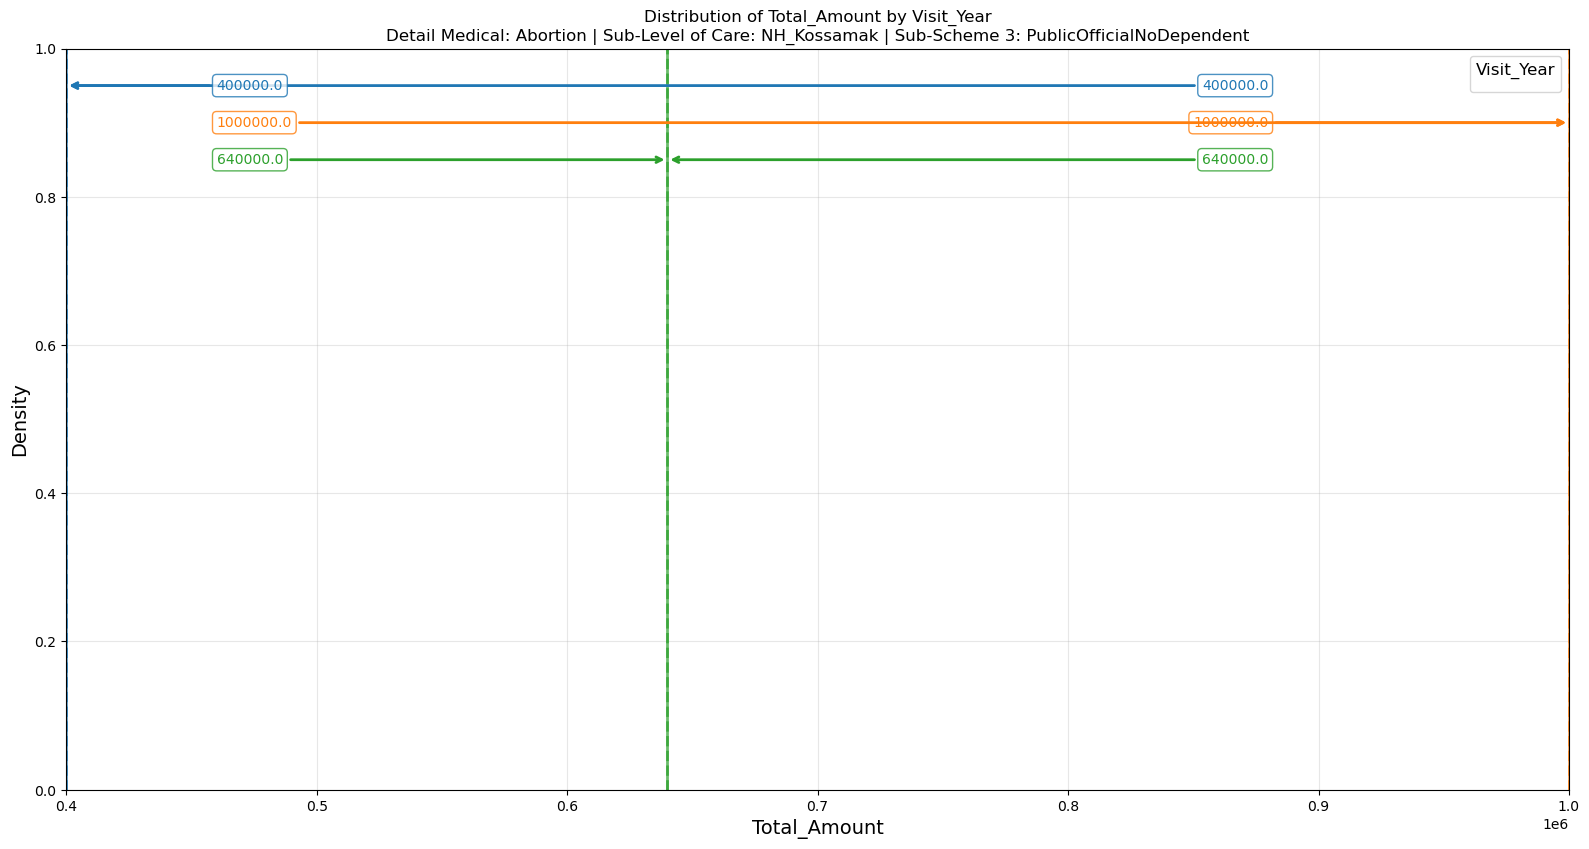 Distribution of Total_Amount by Visit_Year
Detail Medical: Abortion | Sub-Level of Care: NH_Kossamak | Sub-Scheme 3: PublicOfficialNoDependent
Visit_Year
400000.0 400000.0
1000000.0 1000000.0
640000.0 640000.0
Density
1.0
0.8
0.6
0.4
0.2
0.0
0.4 0.5 0.6 0.7 0.8 0.9 1.0
1e6
Total_Amount